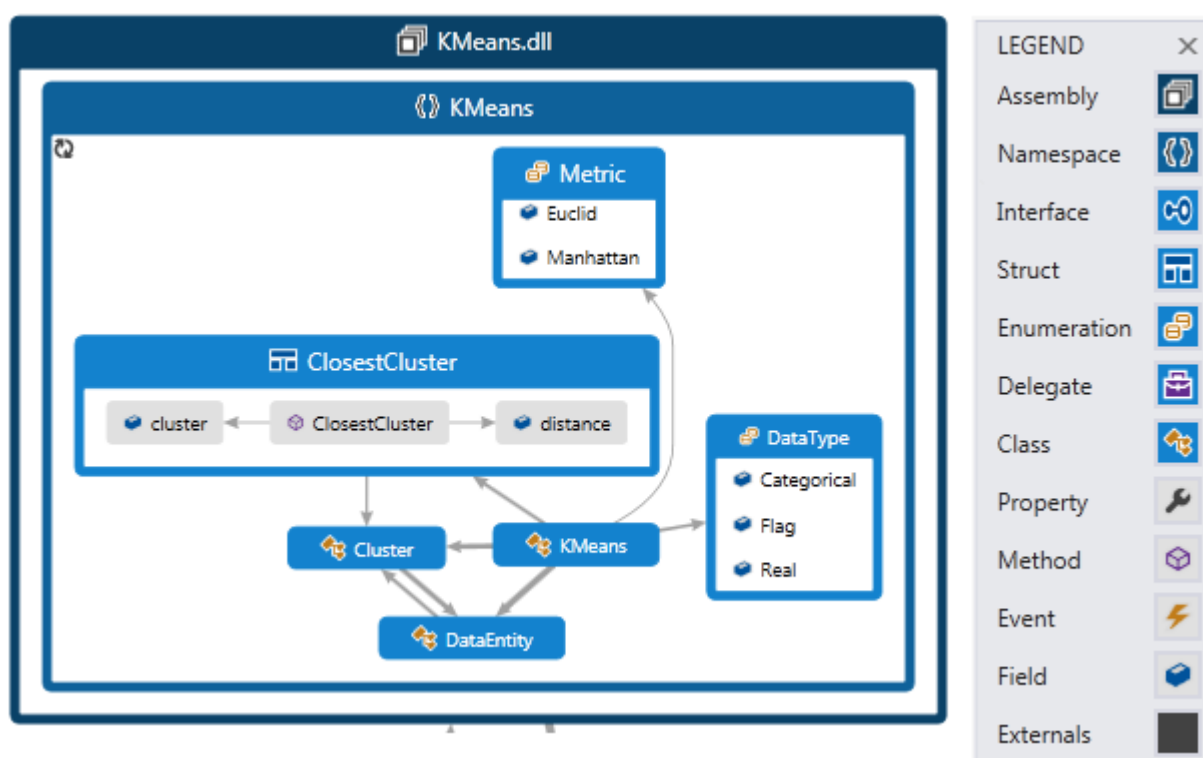 KMeans.dll
KMeans
Metric
Euclid
Manhattan
ClosestCluster
cluster
ClosestCluster
distance
DataType
Categorical
Flag
Real
Cluster
KMeans
DataEntity
LEGEND
Assembly
Namespace
Interface
Struct
Enumeration
Delegate
Class
Property
Method
Event
Field
Externals